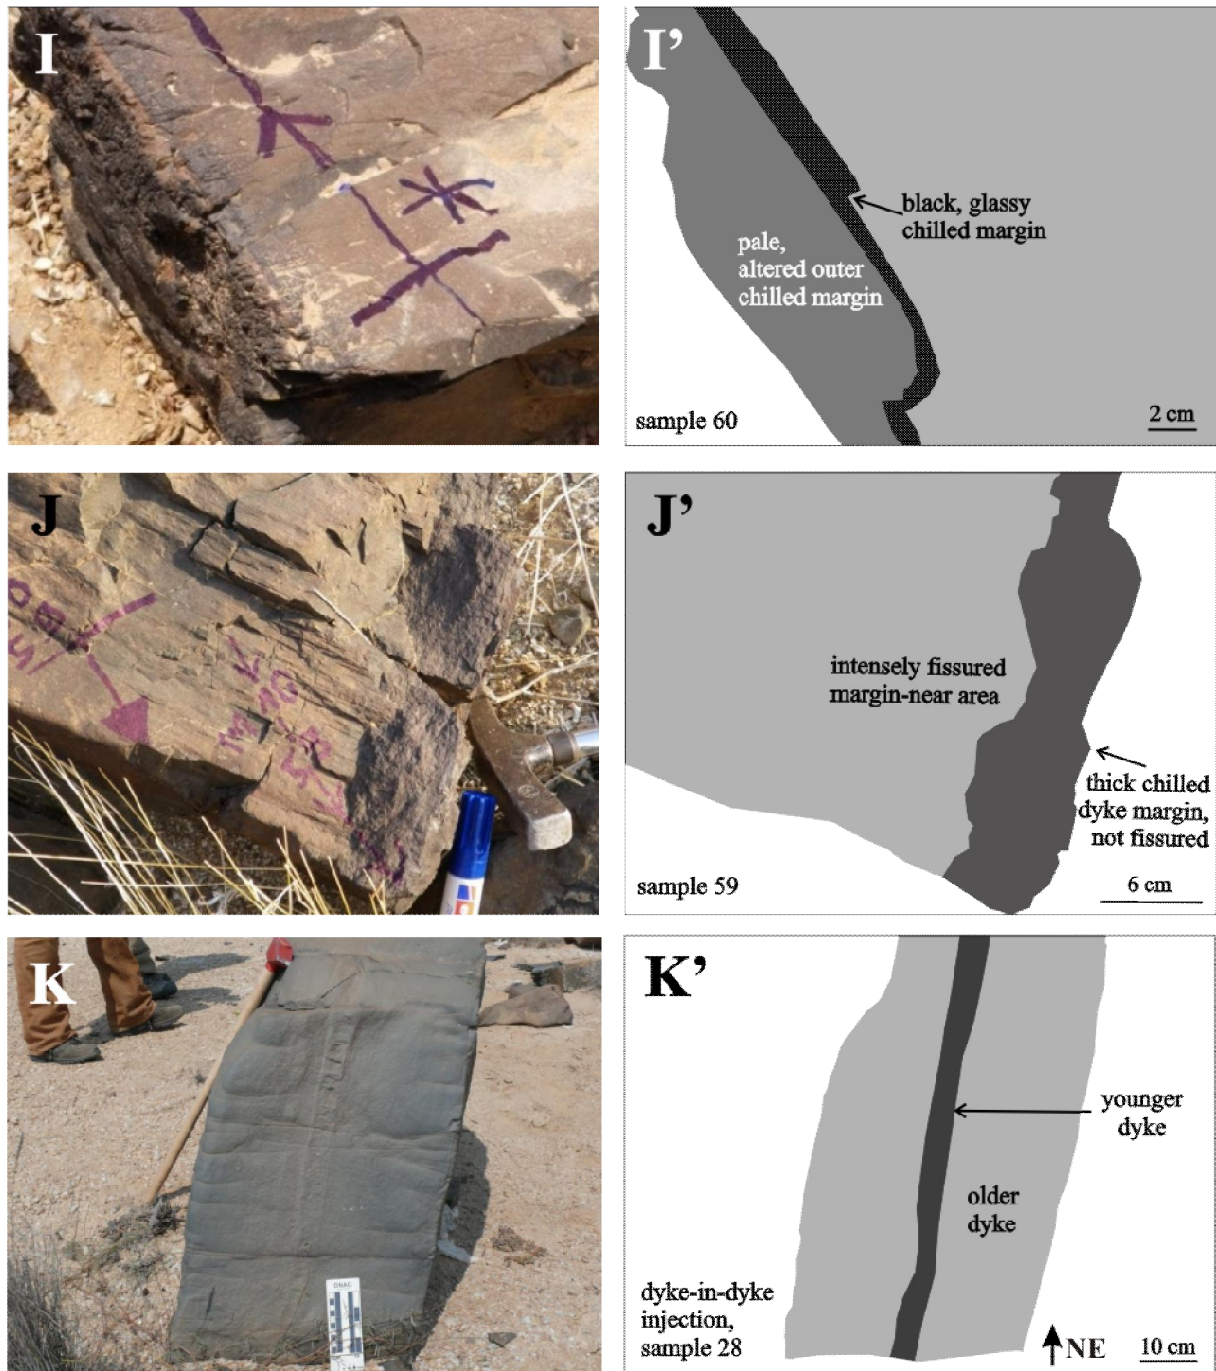 I
I’
black, glassy
chilled margin
pale,
altered outer
chilled margin
sample 60
2 cm
J
J’
intensely fissured
margin-near area
thick chilled
dyke margin,
not fissured
sample 59
6 cm
K
K’
younger
dyke
older
dyke
dyke-in-dyke
injection,
sample 28
NE
10 cm